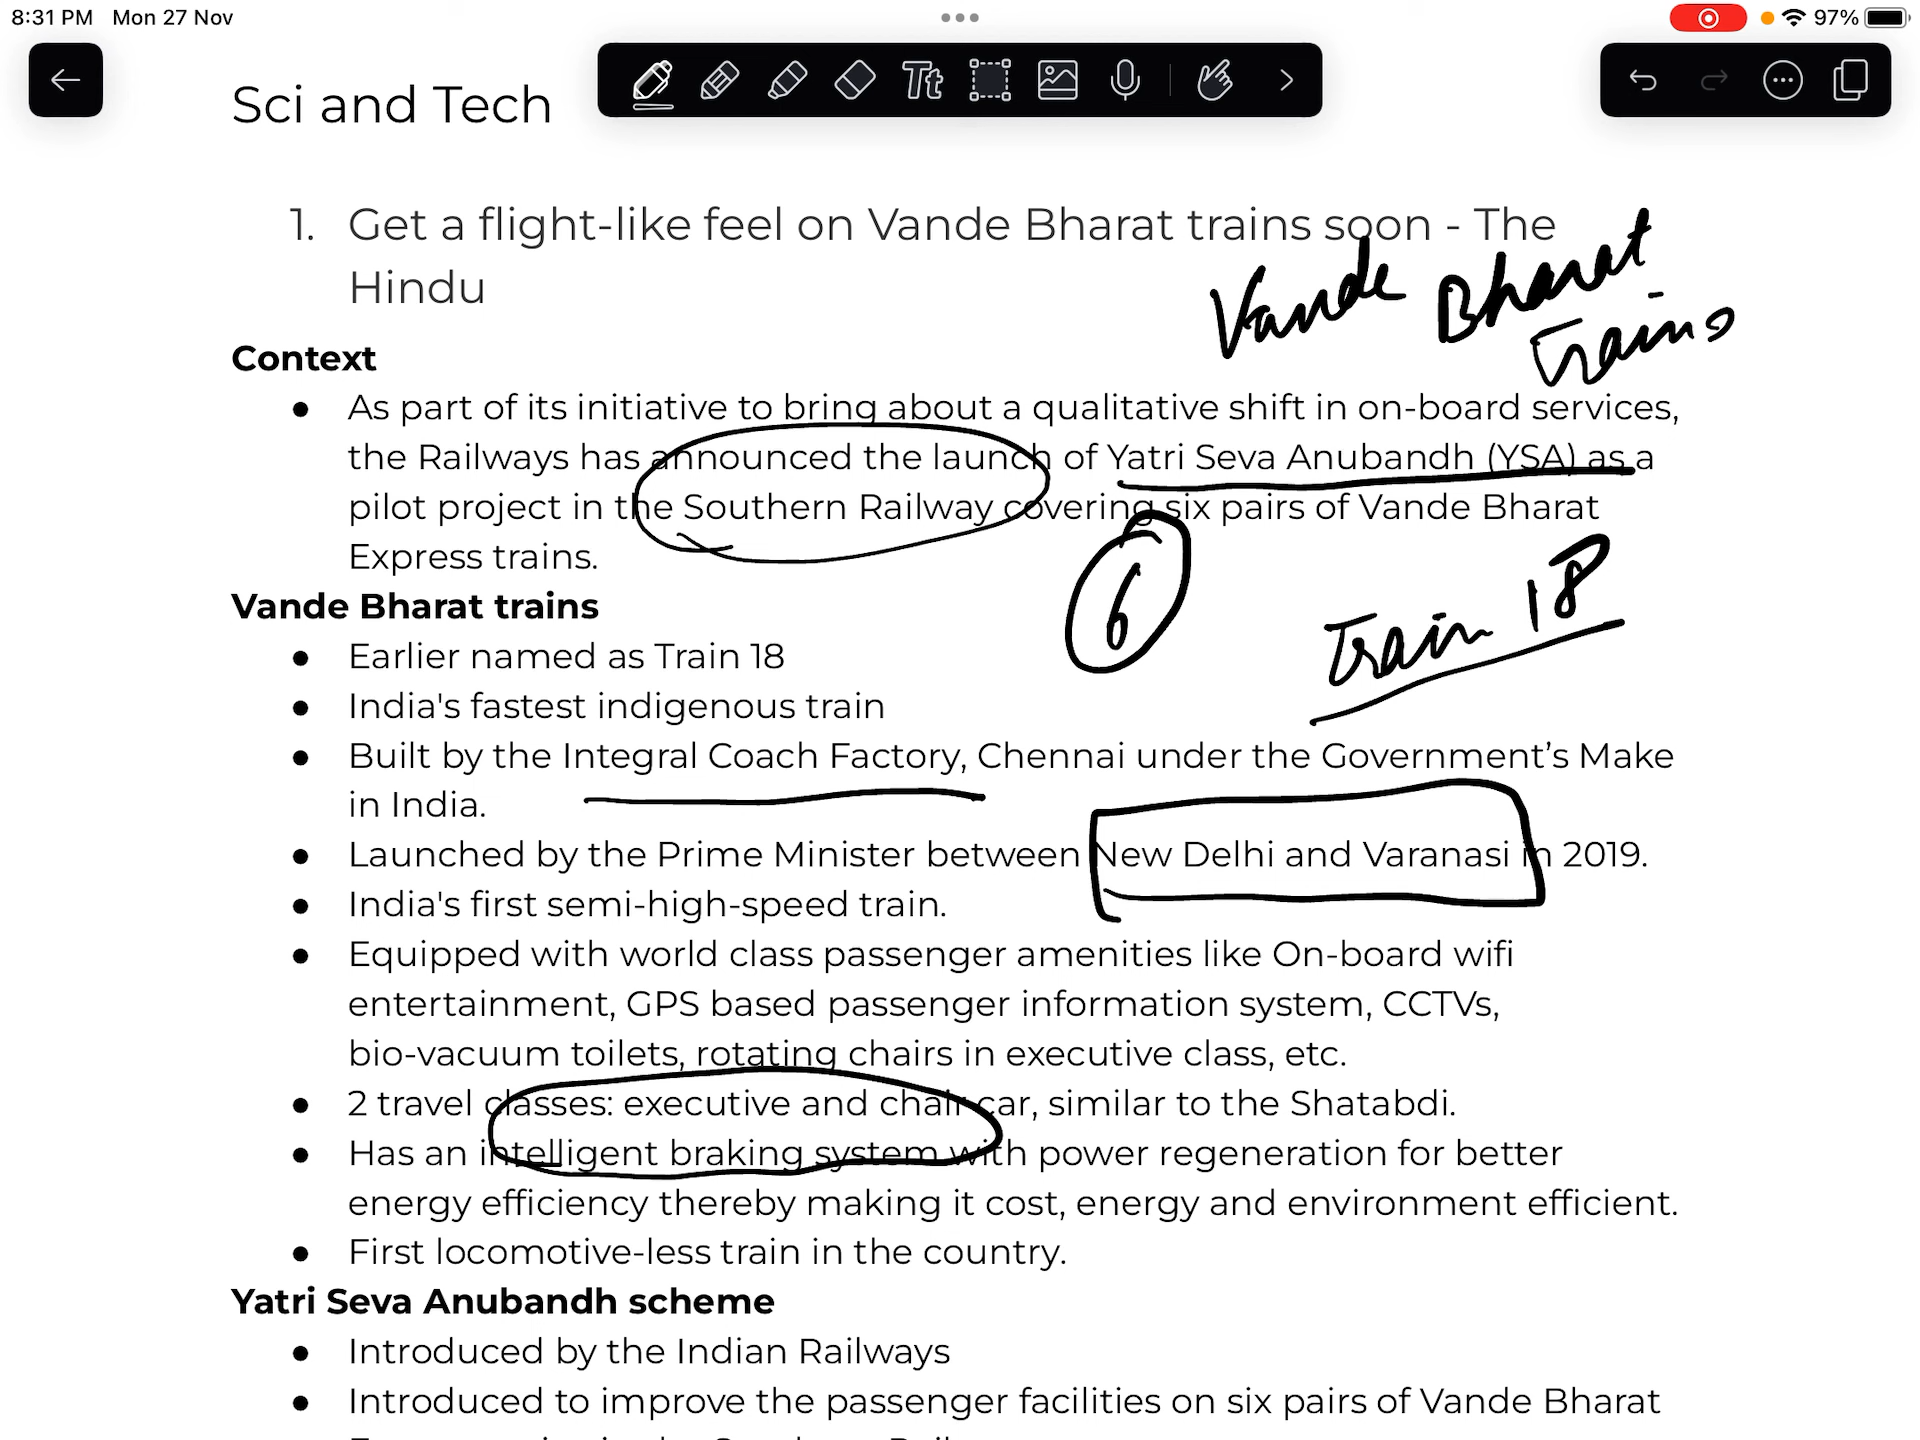 8:31 PM Mon 27 Nov
97%
Tt
Sci and Tech
1. Get a flight-like feel on Vande Bharat trains soon - The
Hindu
Vande Bharat
Trains
Context
● As part of its initiative to bring about a qualitative shift in on-board services,
the Railways has announced the launch of Yatri Seva Anubandh (YSA) as a
pilot project in the Southern Railway covering six pairs of Vande Bharat
Express trains.
6
Train 18
Vande Bharat trains
● Earlier named as Train 18
● India's fastest indigenous train
● Built by the Integral Coach Factory, Chennai under the Government’s Make
in India.
● Launched by the Prime Minister between New Delhi and Varanasi in 2019.
● India's first semi-high-speed train.
● Equipped with world class passenger amenities like On-board wifi
entertainment, GPS based passenger information system, CCTVs,
bio-vacuum toilets, rotating chairs in executive class, etc.
● 2 travel classes: executive and chair car, similar to the Shatabdi.
● Has an intelligent braking system with power regeneration for better
energy efficiency thereby making it cost, energy and environment efficient.
● First locomotive-less train in the country.
Yatri Seva Anubandh scheme
● Introduced by the Indian Railways
● Introduced to improve the passenger facilities on six pairs of Vande Bharat